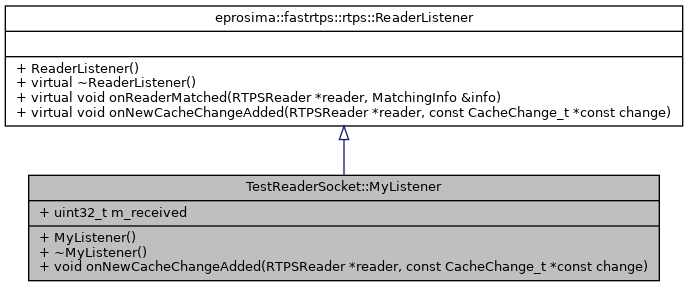 eprosima::fastrtps::rtps::ReaderListener
+ ReaderListener()
+ virtual ~ReaderListener()
+ virtual void onReaderMatched(RTPSReader *reader, MatchingInfo &info)
+ virtual void onNewCacheChangeAdded(RTPSReader *reader, const CacheChange_t *const change)
TestReaderSocket::MyListener
+ uint32_t m_received
+ MyListener()
+ ~MyListener()
+ void onNewCacheChangeAdded(RTPSReader *reader, const CacheChange_t *const change)